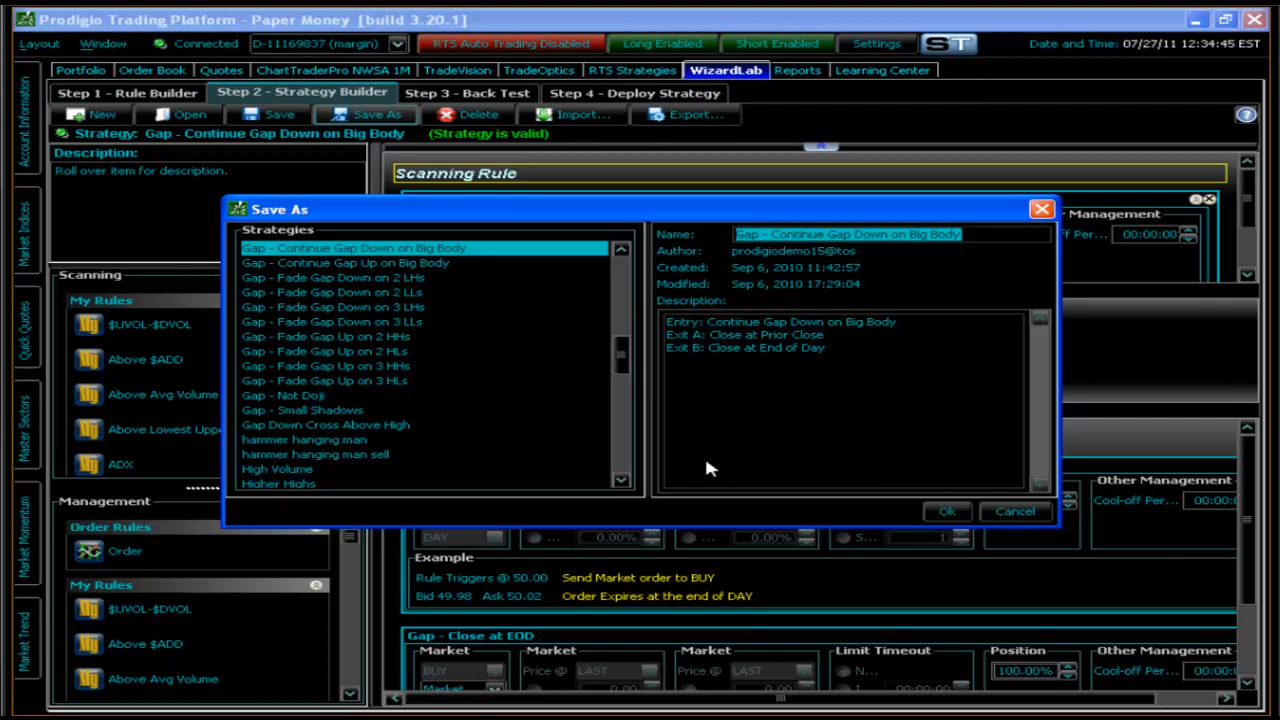 Prodigio Trading Platform - Paper Money [build 3.20.1]
Layout Window Connected D-11169837 (margin) RTS Auto Trading Disabled Long Enabled Short Enabled Settings ST Date and Time: 07/27/11 12:34:45 EST
Portfolio Order Book Quotes ChartTraderPro NWSA 1M TradeVision TradeOptics RTS Strategies WizardLab Reports Learning Center
Step 1 - Rule Builder Step 2 - Strategy Builder Step 3 - Back Test Step 4 - Deploy Strategy
New Open Save Save As Delete Import... Export...
Strategy: Gap - Continue Gap Down on Big Body (Strategy is valid)
Account Information
Market Indices
Quick Quotes
Master Sectors
Market Momentum
Market Trend
Description:
Roll over item for description.
Scanning
My Rules
$UVOL-$DVOL
Above $ADD
Above Avg Volume
Above Lowest Uppe
ADX
Management
Order Rules
Order
My Rules
$UVOL-$DVOL
Above $ADD
Above Avg Volume
Scanning Rule
Management
f Per... 00:00:00
Save As
Strategies
Gap - Continue Gap Down on Big Body
Gap - Continue Gap Up on Big Body
Gap - Fade Gap Down on 2 LHs
Gap - Fade Gap Down on 2 LLs
Gap - Fade Gap Down on 3 LHs
Gap - Fade Gap Down on 3 LLs
Gap - Fade Gap Up on 2 HHs
Gap - Fade Gap Up on 2 HLs
Gap - Fade Gap Up on 3 HHs
Gap - Fade Gap Up on 3 HLs
Gap - Not Doji
Gap - Small Shadows
Gap Down Cross Above High
hammer hanging man
hammer hanging man sell
High Volume
Higher Highs
Name: Gap - Continue Gap Down on Big Body
Author: prodigiodemo15@tos
Created: Sep 6, 2010 11:42:57
Modified: Sep 6, 2010 17:29:04
Description:
Entry: Continue Gap Down on Big Body
Exit A: Close at Prior Close
Exit B: Close at End of Day
Ok Cancel
Other Management
Cool-off Per... 00:00:0
DAY ... 0.00% ... 0.00% S... 1
Example
Rule Triggers @ 50.00 Send Market order to BUY
Bid 49.98 Ask 50.02 Order Expires at the end of DAY
Gap - Close at EOD
Market Market Market Limit Timeout Position Other Management
BUY Price @ LAST Price @ LAST N... 100.00% Cool-off Per... 00:00:0
Market 0.00 0.00 00:00:00